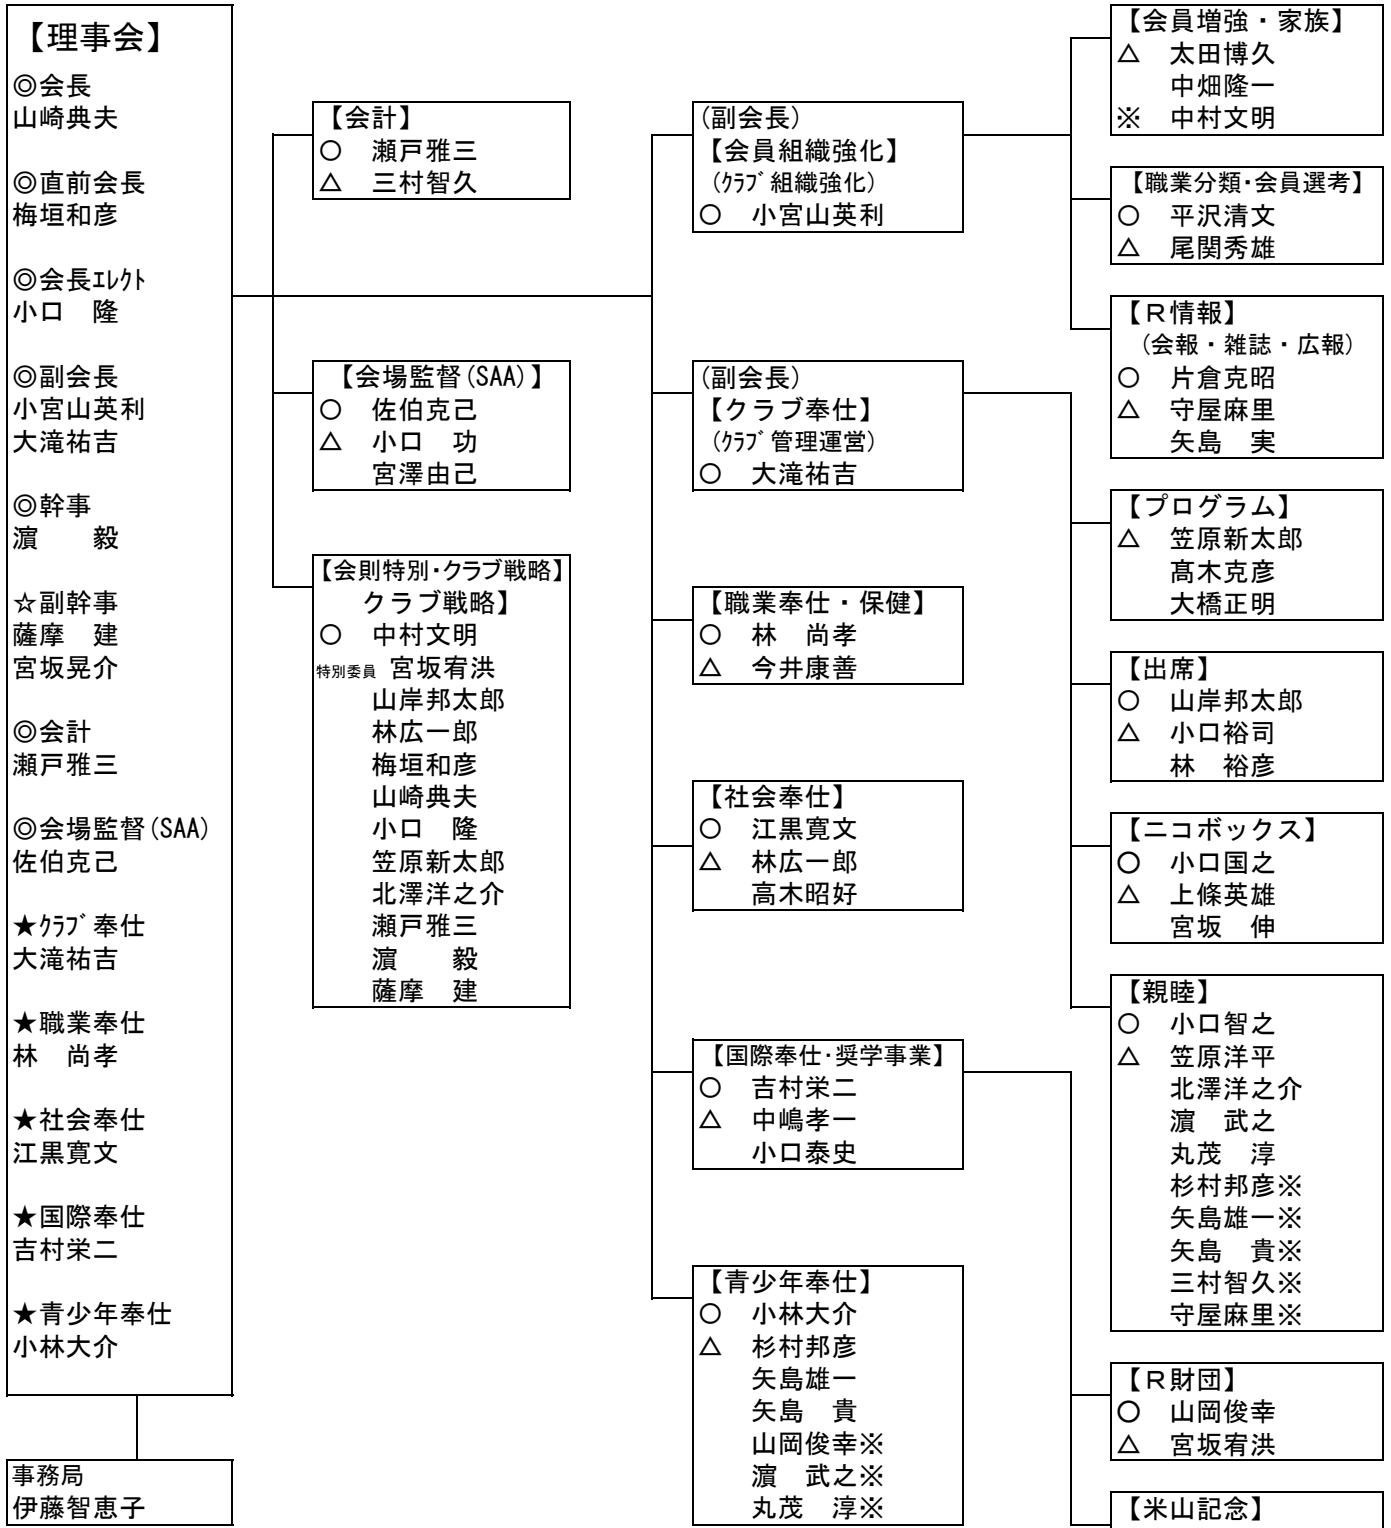 【理事会】
◎会長
山崎典夫
◎直前会長
梅垣和彦
◎会長ｴﾚｸﾄ
小口　隆
◎副会長
小宮山英利
大滝祐吉
◎幹事
濵　　毅
☆副幹事
薩摩　建
宮坂晃介
◎会計
瀬戸雅三
◎会場監督(SAA)
佐伯克己
★ｸﾗﾌﾞ奉仕
大滝祐吉
★職業奉仕
林　尚孝
★社会奉仕
江黒寛文
★国際奉仕
吉村栄二
★青少年奉仕
小林大介
事務局
伊藤智恵子
【会計】
○　瀬戸雅三
△　三村智久
【会場監督(SAA)】
○　佐伯克己
△　小口　功
宮澤由己
【会則特別・クラブ戦略】
クラブ戦略】
○　中村文明
特別委員 宮坂宥洪
山岸邦太郎
林広一郎
梅垣和彦
山崎典夫
小口　隆
笠原新太郎
北澤洋之介
瀬戸雅三
濵　　毅
薩摩　建
(副会長)
【会員組織強化】
(ｸﾗﾌﾞ組織強化)
○　小宮山英利
(副会長)
【クラブ奉仕】
(ｸﾗﾌﾞ管理運営)
○　大滝祐吉
【職業奉仕・保健】
○　林　尚孝
△　今井康善
【社会奉仕】
○　江黒寛文
△　林広一郎
高木昭好
【国際奉仕・奨学事業】
○　吉村栄二
△　中嶋孝一
小口泰史
【青少年奉仕】
○　小林大介
△　杉村邦彦
矢島雄一
矢島　貴
山岡俊幸※
濵　武之※
丸茂　淳※
【会員増強・家族】
△　太田博久
中畑隆一
※　中村文明
【職業分類・会員選考】
○　平沢清文
△　尾関秀雄
【Ｒ情報】
(会報・雑誌・広報)
○　片倉克昭
△　守屋麻里
矢島　実
【プログラム】
△　笠原新太郎
髙木克彦
大橋正明
【出席】
○　山岸邦太郎
△　小口裕司
林　裕彦
【ニコボックス】
○　小口国之
△　上條英雄
宮坂　伸
【親睦】
○　小口智之
△　笠原洋平
北澤洋之介
濵　武之
丸茂　淳
杉村邦彦※
矢島雄一※
矢島　貴※
三村智久※
守屋麻里※
【Ｒ財団】
○　山岡俊幸
△　宮坂宥洪
【米山記念】